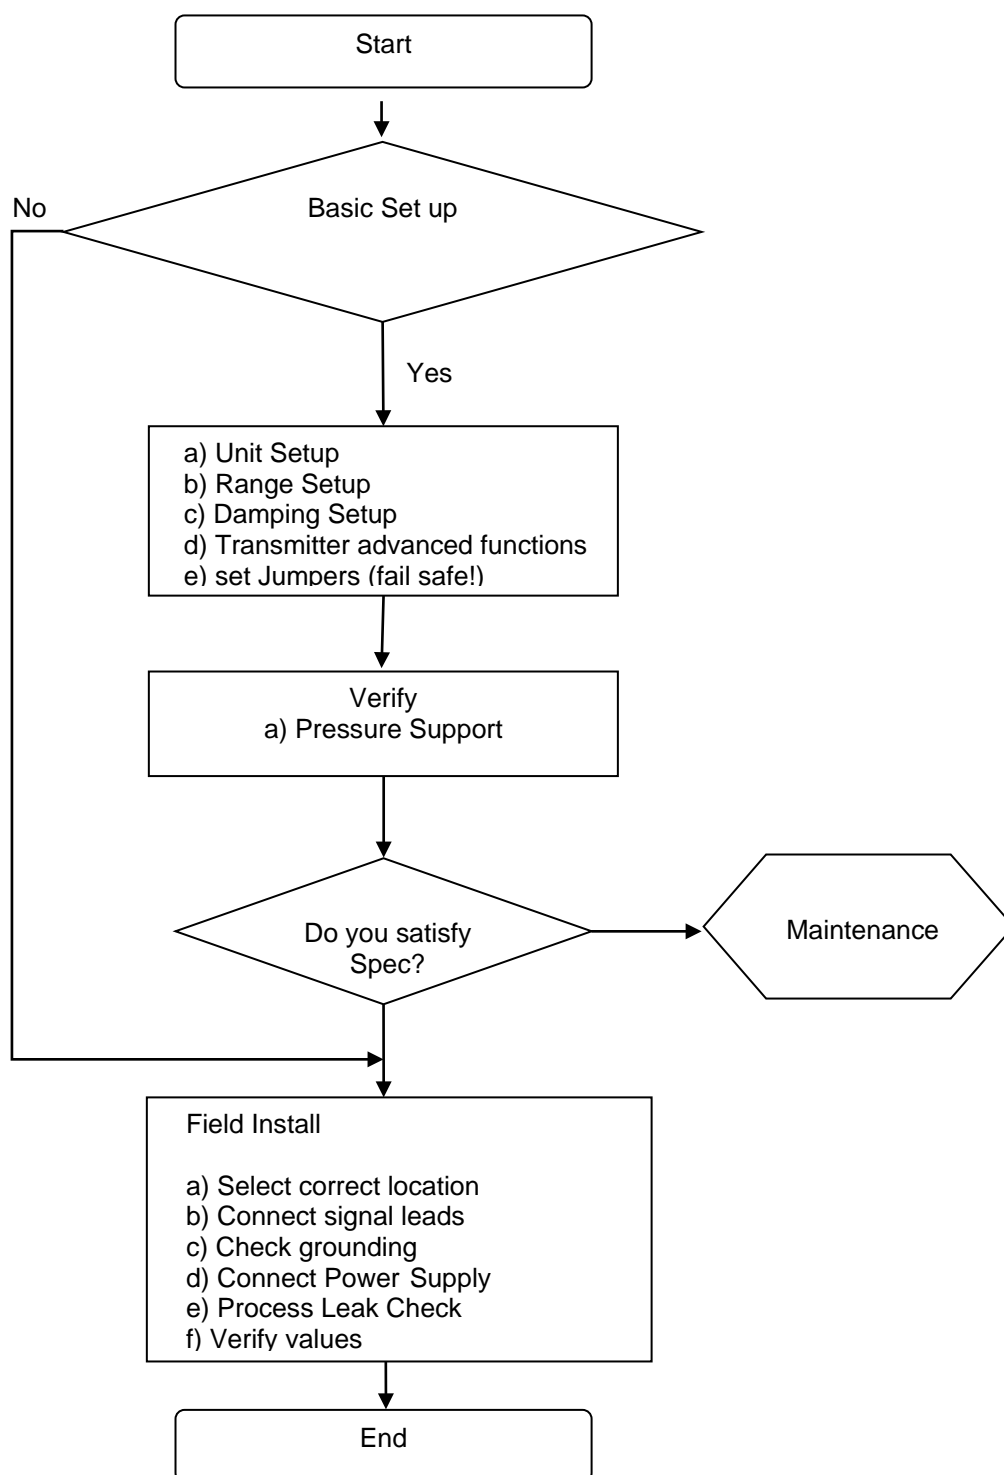 Start
Basic Set up
No
Yes
a) Unit Setup
b) Range Setup
c) Damping Setup
d) Transmitter advanced functions
e) set Jumpers (fail safe!)
Verify
a) Pressure Support
Do you satisfy
Spec?
Maintenance
Field Install
a) Select correct location
b) Connect signal leads
c) Check grounding
d) Connect Power Supply
e) Process Leak Check
f) Verify values
End